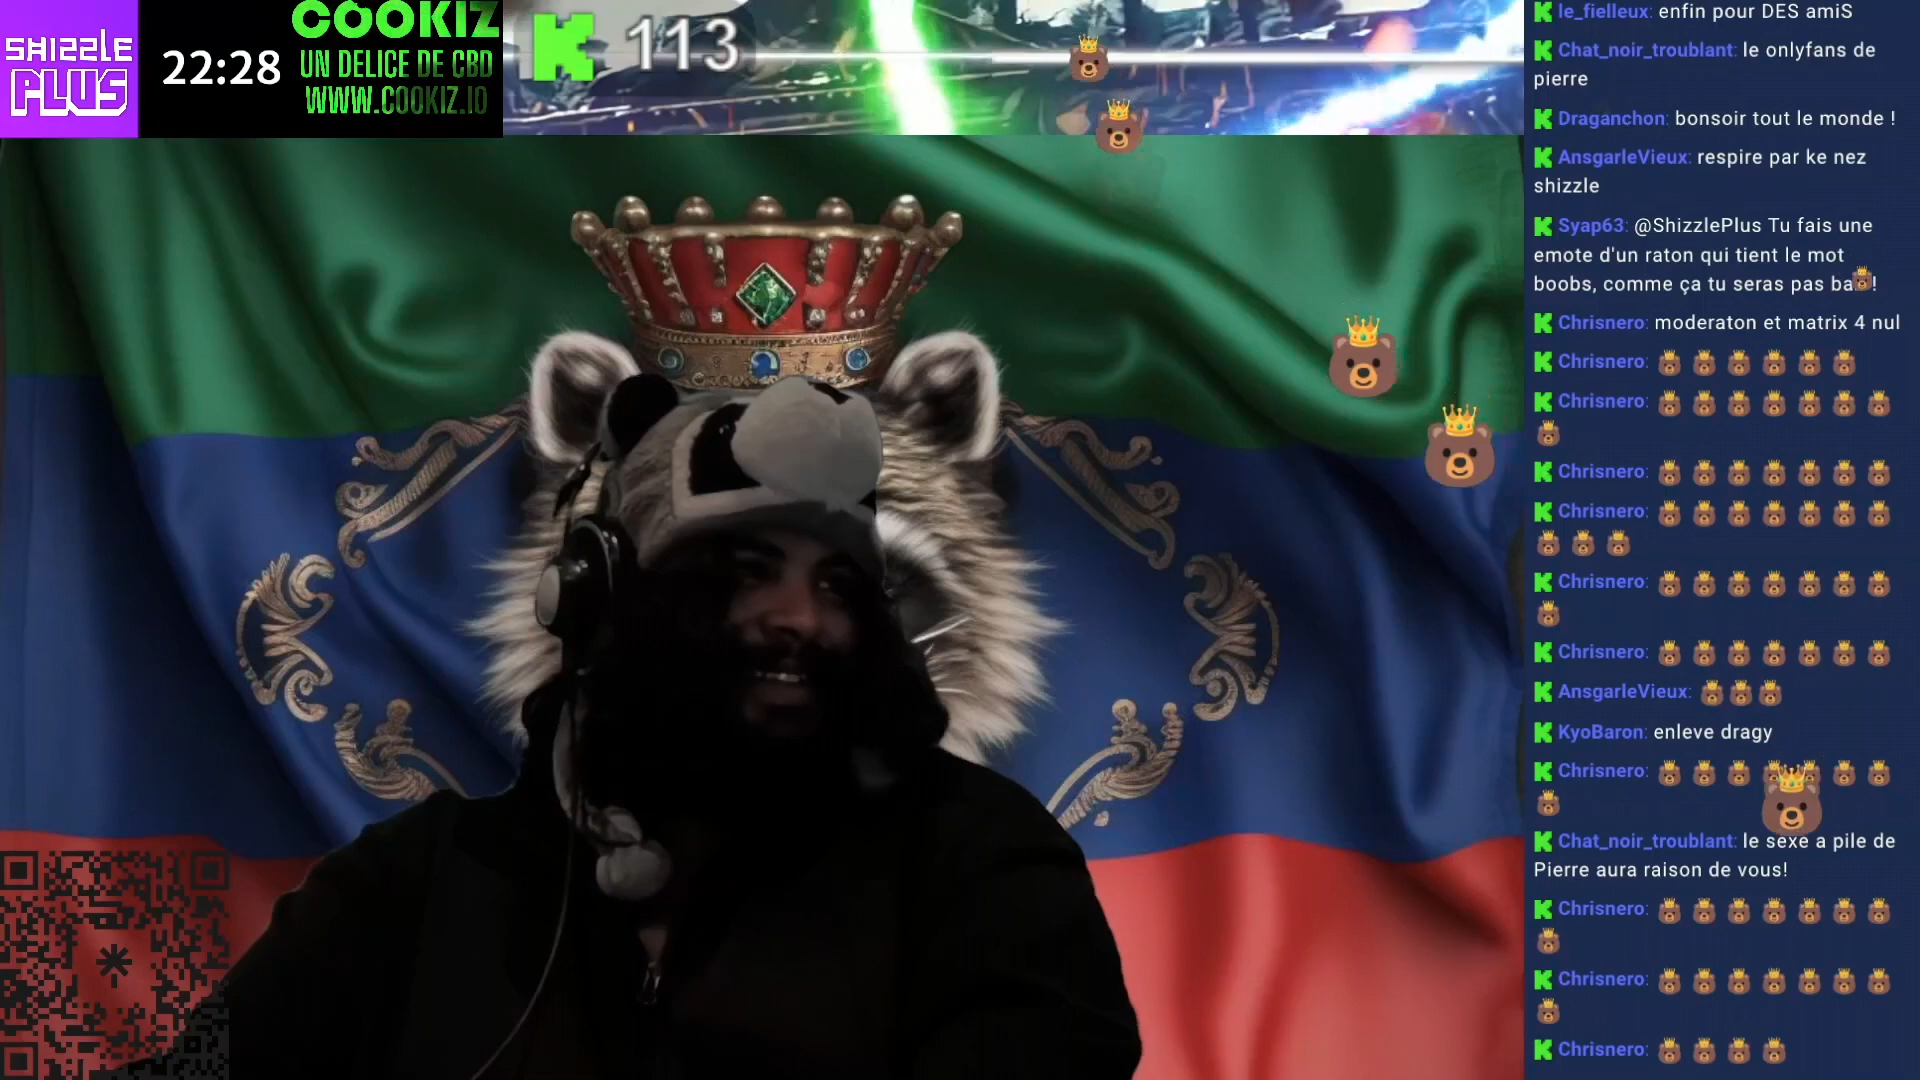 SHIZZLE
PLUS
22:28
COOKIZ
UN DELICE DE CBD
WWW.COOKIZ.IO
113
le_fielleux: enfin pour DES amiS
Chat_noir_troublant: le onlyfans de
pierre
Draganchon: bonsoir tout le monde !
AnsgarleVieux: respire par ke nez
shizzle
Syap63: @ShizzlePlus Tu fais une
emote d'un raton qui tient le mot
boobs, comme ça tu seras pas !
Chrisnero: moderaton et matrix 4 nul
Chrisnero:
Chrisnero:
Chrisnero:
Chrisnero:
Chrisnero:
Chrisnero:
AnsgarleVieux:
KyoBaron: enleve dragy
Chrisnero:
Chat_noir_troublant: le sexe a pile de
Pierre aura raison de vous!
Chrisnero:
Chrisnero:
Chrisnero: